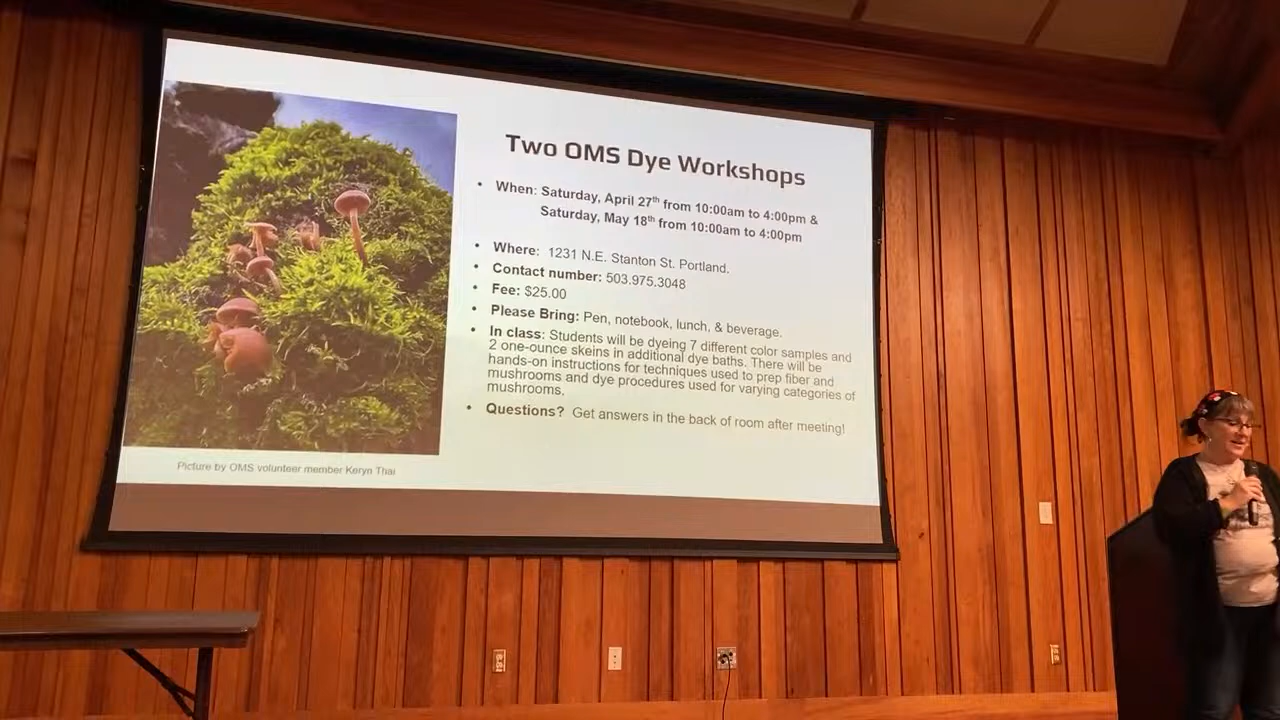 Two OMS Dye Workshops
• When: Saturday, April 27th from 10:00am to 4:00pm &
Saturday, May 18th from 10:00am to 4:00pm
• Where: 1231 N.E. Stanton St. Portland.
• Contact number: 503.975.3048
• Fee: $25.00
• Please Bring: Pen, notebook, lunch, & beverage.
• In class: Students will be dyeing 7 different color samples and
2 one-ounce skeins in additional dye baths. There will be
hands-on instructions for techniques used to prep fiber and
mushrooms and dye procedures used for varying categories of
mushrooms.
• Questions? Get answers in the back of room after meeting!
Picture by OMS volunteer member Keryn Thai